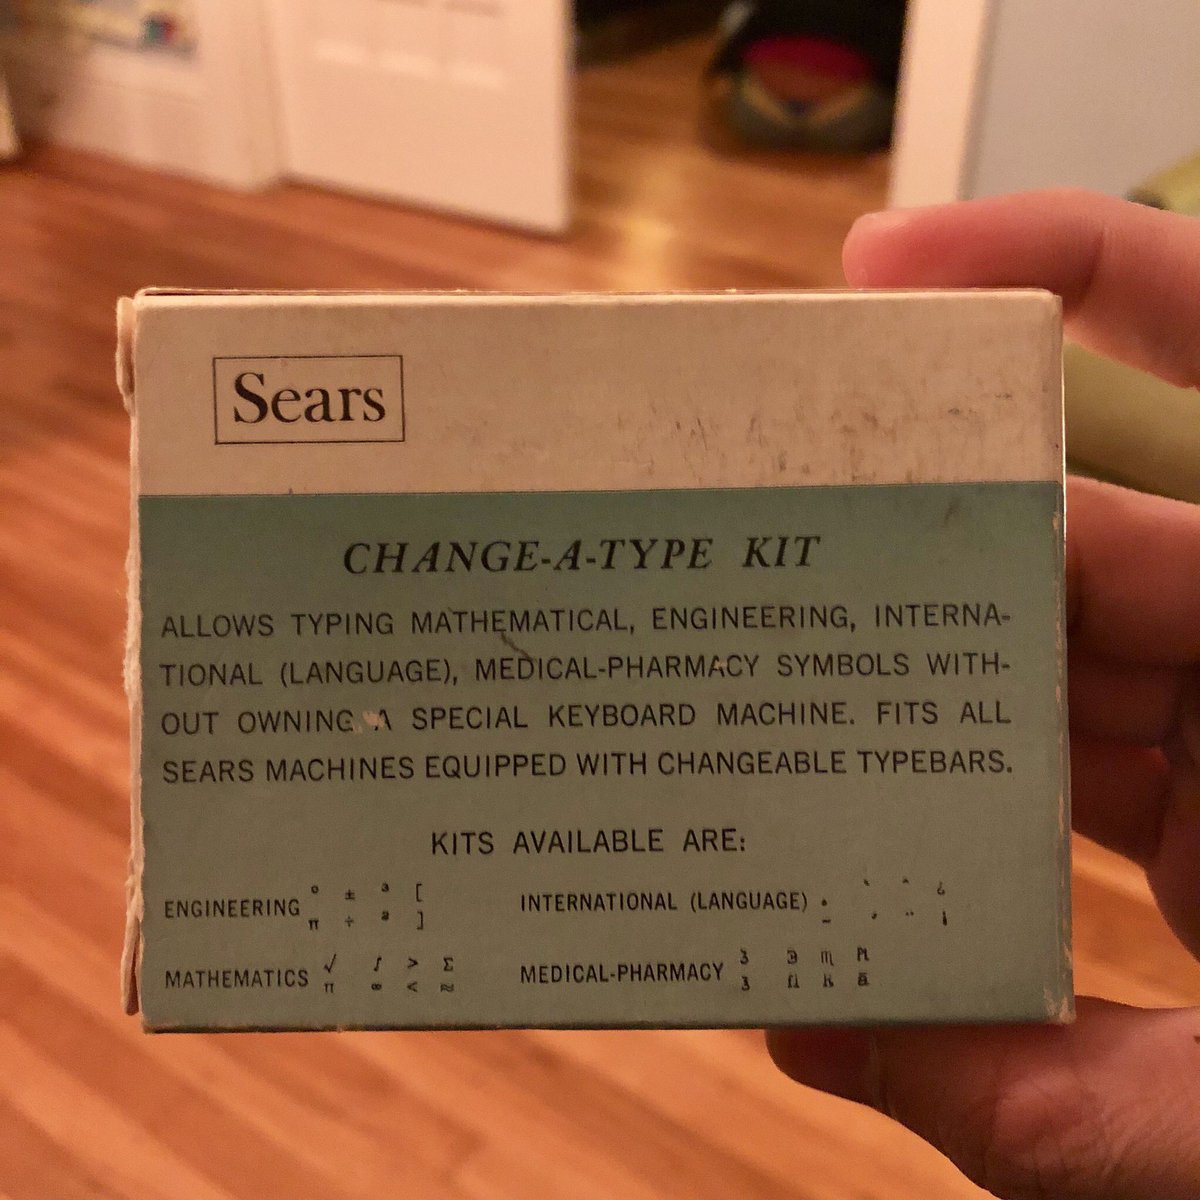 Sears
CHANGE-A-TYPE KIT
ALLOWS TYPING MATHEMATICAL, ENGINEERING, INTERNA-
TIONAL (LANGUAGE), MEDICAL-PHARMACY SYMBOLS WITH-
OUT OWNING A SPECIAL KEYBOARD MACHINE. FITS ALL
SEARS MACHINES EQUIPPED WITH CHANGEABLE TYPEBARS.
KITS AVAILABLE ARE:
ENGINEERING ° ± [
π ÷ ]
INTERNATIONAL (LANGUAGE) ` ^ ¿
¨ ¡
MATHEMATICS √ ∫ > Σ
π ∞ < ≈
MEDICAL-PHARMACY